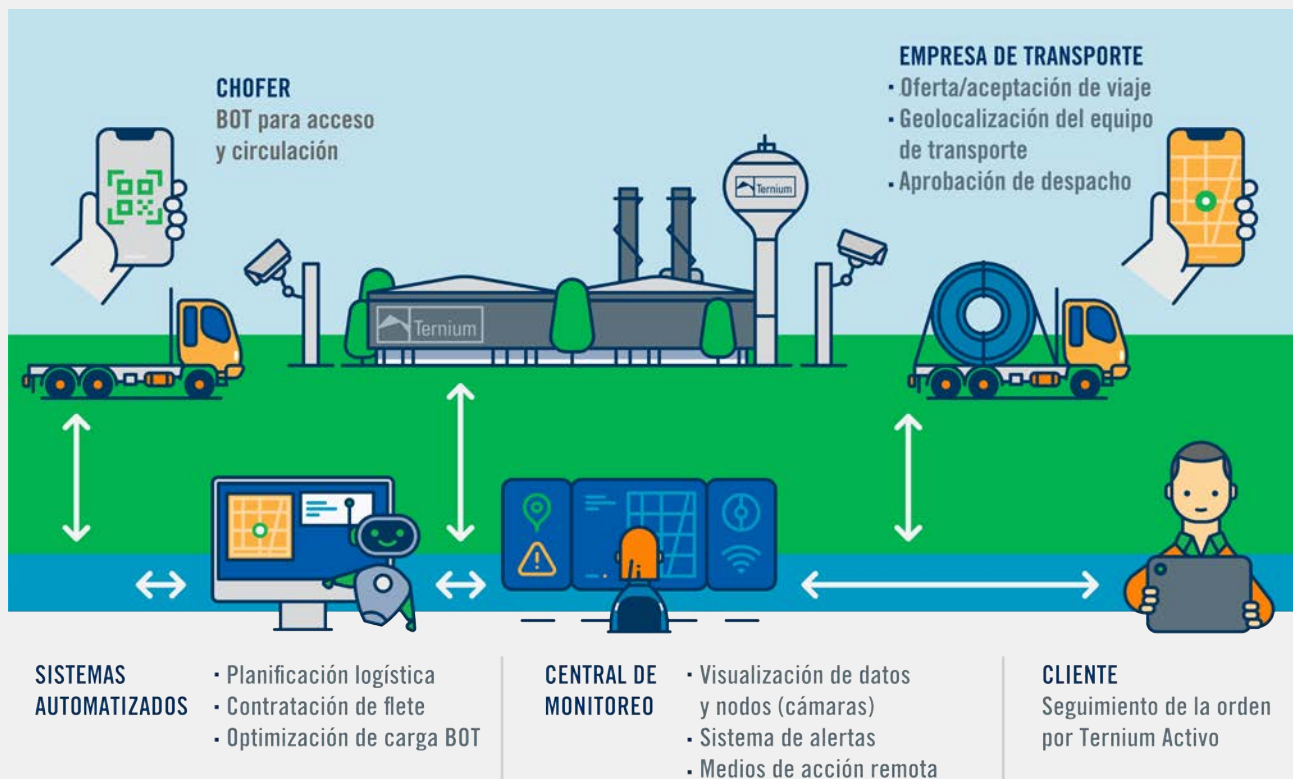 CHOFER
BOT para acceso
y circulación
EMPRESA DE TRANSPORTE
· Oferta/aceptación de viaje
· Geolocalización del equipo
de transporte
· Aprobación de despacho
Ternium
Ternium
SISTEMAS
AUTOMATIZADOS
· Planificación logística
· Contratación de flete
· Optimización de carga BOT
CENTRAL DE
MONITOREO
· Visualización de datos
y nodos (cámaras)
· Sistema de alertas
· Medios de acción remota
CLIENTE
Seguimiento de la orden
por Ternium Activo